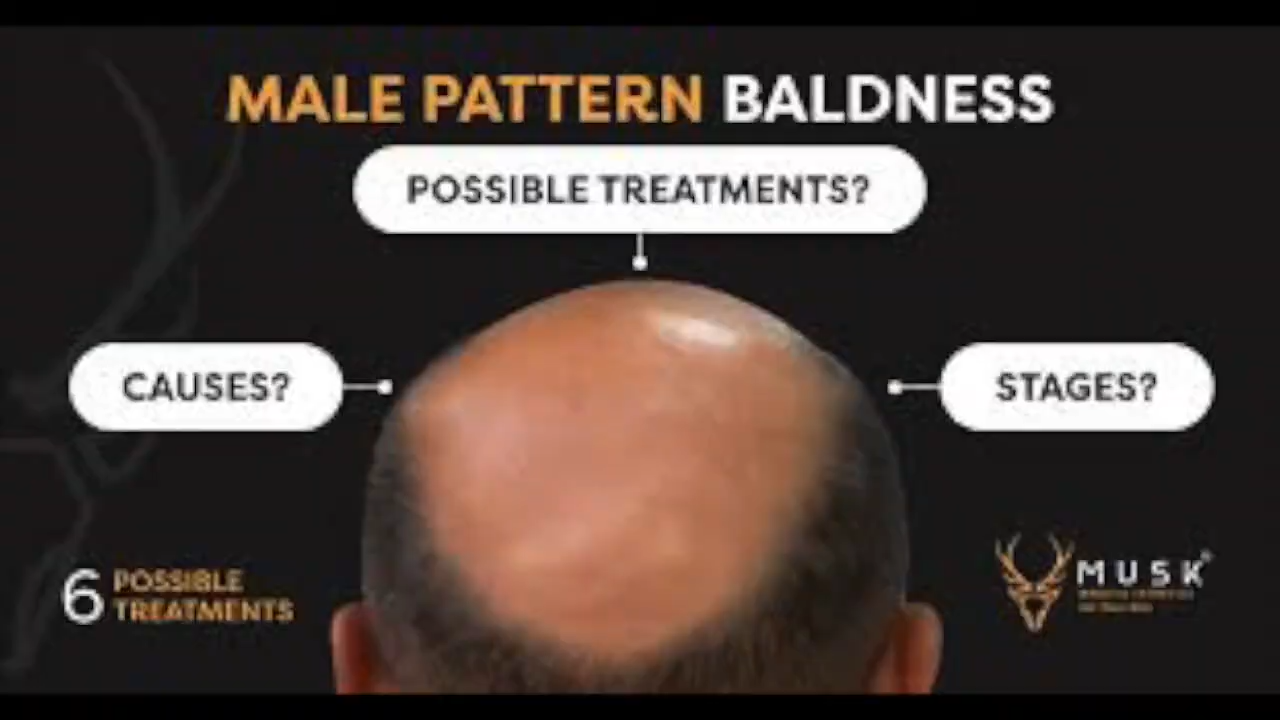 MALE PATTERN BALDNESS
POSSIBLE TREATMENTS?
CAUSES?
STAGES?
6 POSSIBLE
TREATMENTS
MUSK